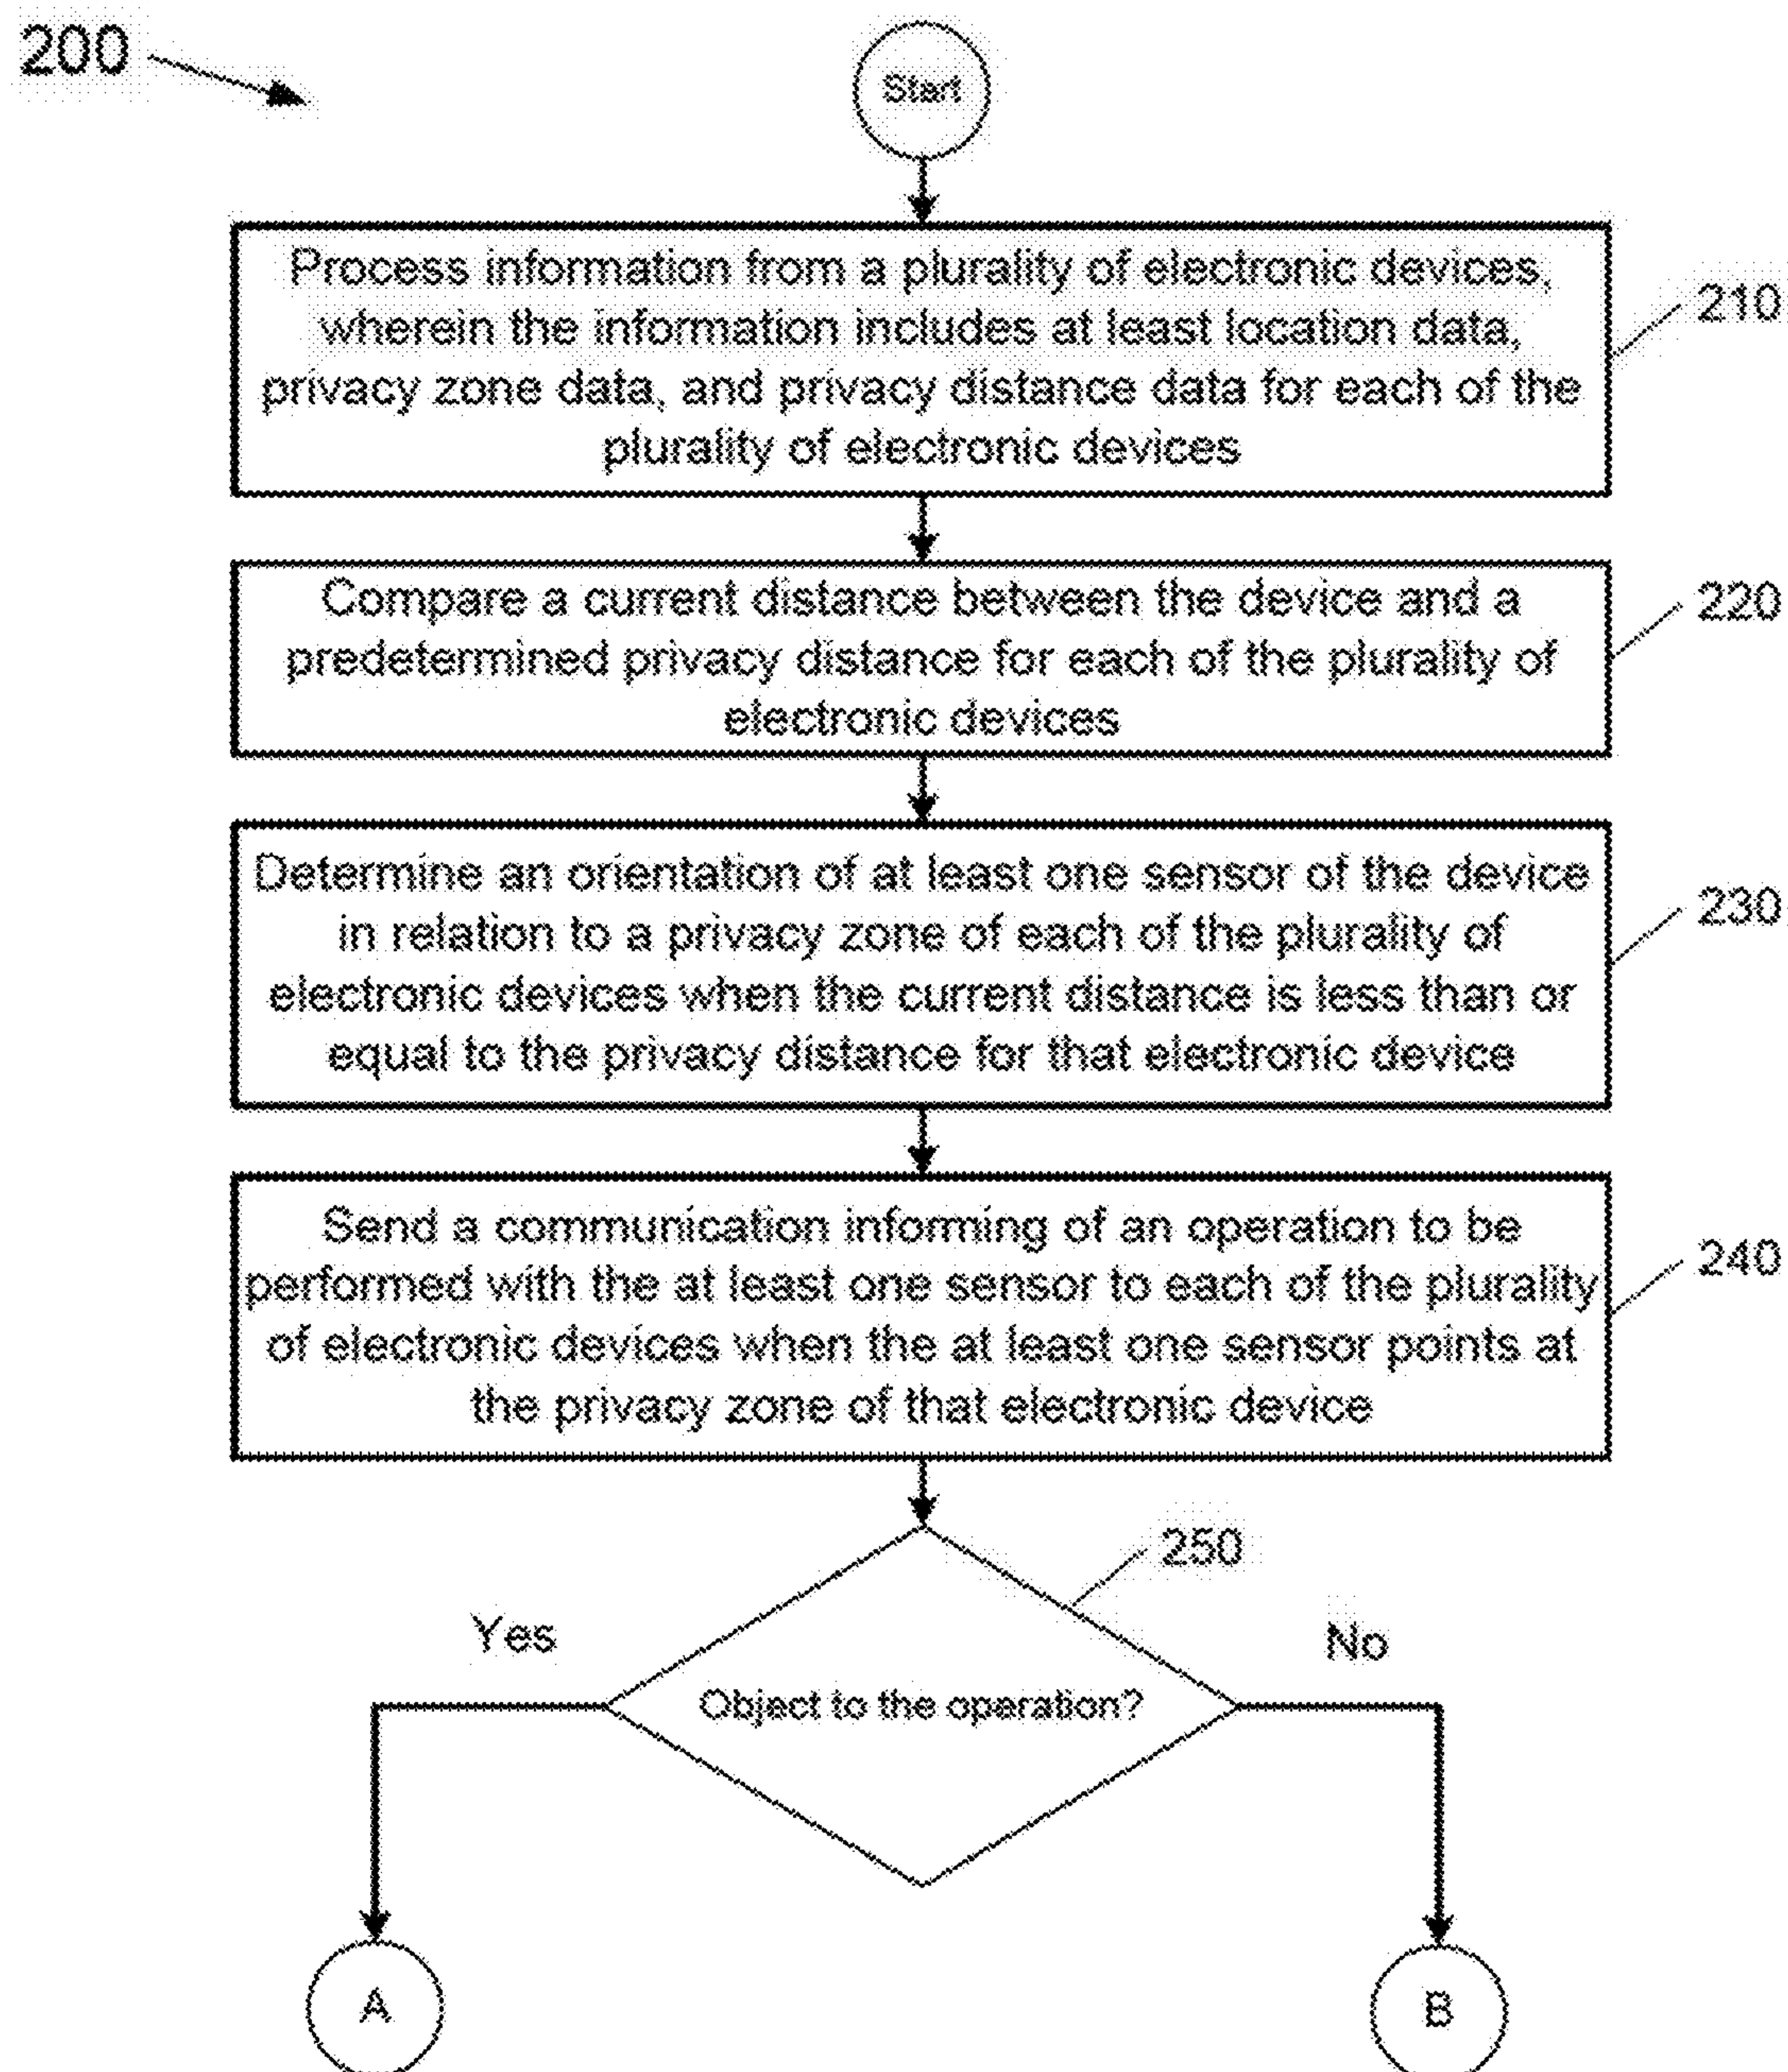 200
Start
Process information from a plurality of electronic devices,
wherein the information includes at least location data,
privacy zone data, and privacy distance data for each of the
plurality of electronic devices
210
Compare a current distance between the device and a
predetermined privacy distance for each of the plurality of
electronic devices
220
Determine an orientation of at least one sensor of the device
in relation to a privacy zone of each of the plurality of
electronic devices when the current distance is less than or
equal to the privacy distance for that electronic device
230
Send a communication informing of an operation to be
performed with the at least one sensor to each of the plurality
of electronic devices when the at least one sensor points at
the privacy zone of that electronic device
240
250
Yes
No
Object to the operation?
A
B